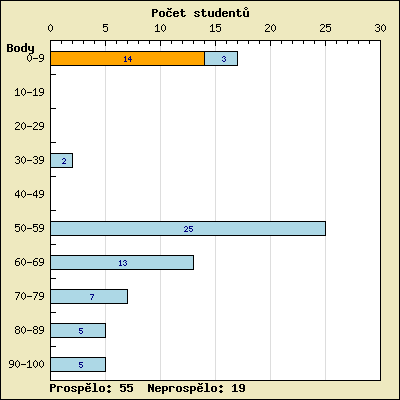 Počet studentů
0 5 10 15 20 25 30
Body
0-9 14 3
10-19
20-29
30-39 2
40-49
50-59 25
60-69 13
70-79 7
80-89 5
90-100 5
Prospělo: 55 Neprospělo: 19